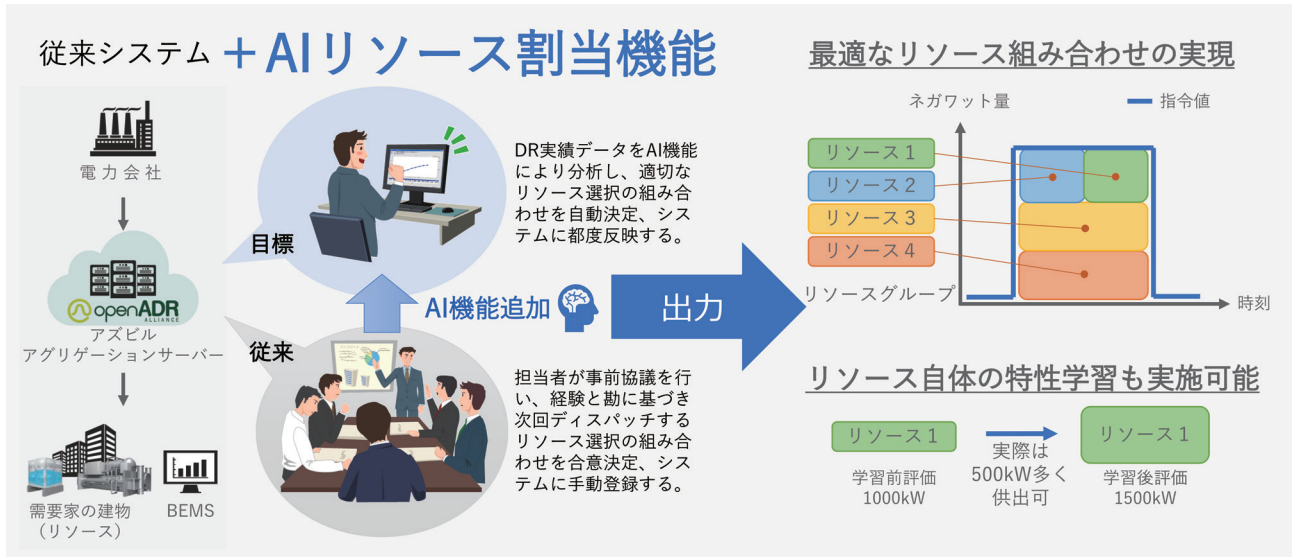 従来システム +AIリソース割当機能
電力会社
openADR
ALLIANCE
アズビル
アグリゲーションサーバー
需要家の建物
(リソース)
BEMS
目標
DR実績データをAI機能
により分析し、適切な
リソース選択の組み合
わせを自動決定、シス
テムに都度反映する。
AI機能追加
従来
担当者が事前協議を行
い、経験と勘に基づき
次回ディスパッチする
リソース選択の組み合
わせを合意決定、シス
テムに手動登録する。
出力
最適なリソース組み合わせの実現
ネガワット量
指令値
リソース1
リソース2
リソース3
リソース4
リソースグループ
時刻
リソース自体の特性学習も実施可能
リソース1
学習前評価
1000kW
実際は
500kW多く
供出可
リソース1
学習後評価
1500kW